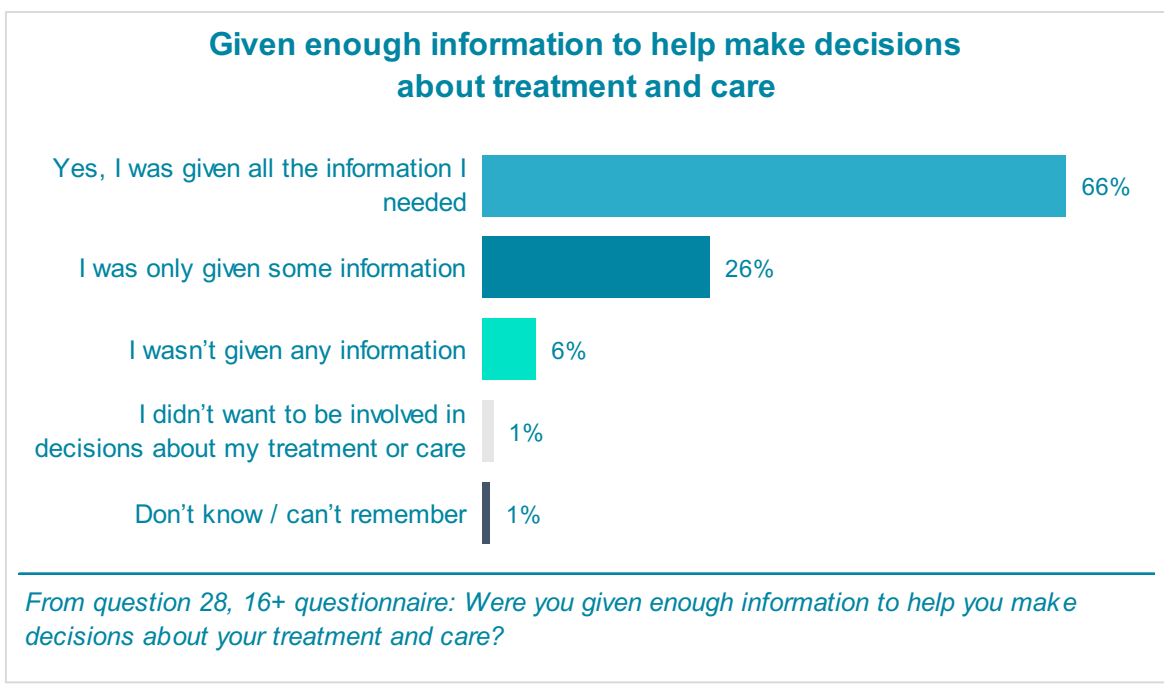 Given enough information to help make decisions
about treatment and care
Yes, I was given all the information I
needed
66%
I was only given some information
26%
I wasn’t given any information
6%
I didn’t want to be involved in
decisions about my treatment or care
1%
Don’t know / can’t remember
1%
From question 28, 16+ questionnaire: Were you given enough information to help you make
decisions about your treatment and care?